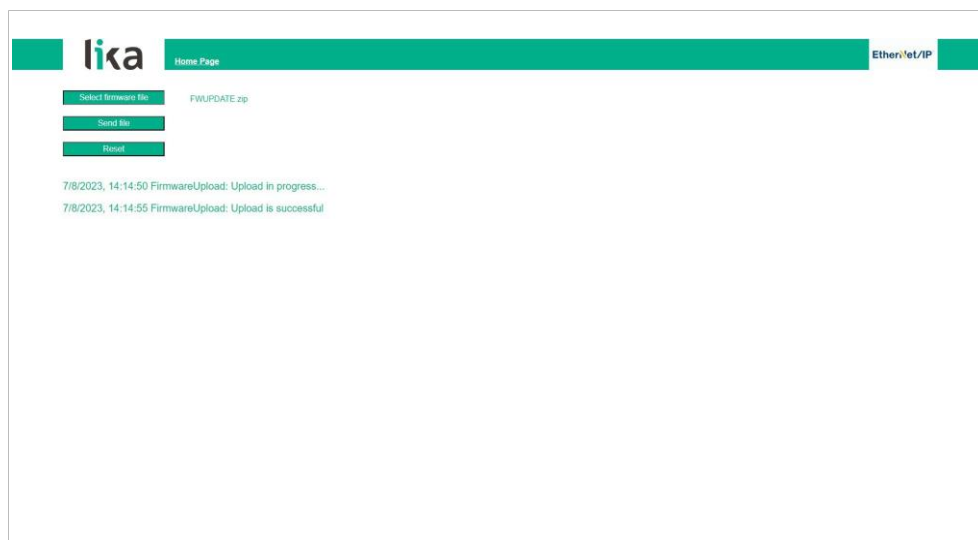 lika
Home Page
EtherNet/IP
Select firmware file
FWUPDATE.zip
Send file
Reset
7/8/2023, 14:14:50 FirmwareUpload: Upload in progress...
7/8/2023, 14:14:55 FirmwareUpload: Upload is successful